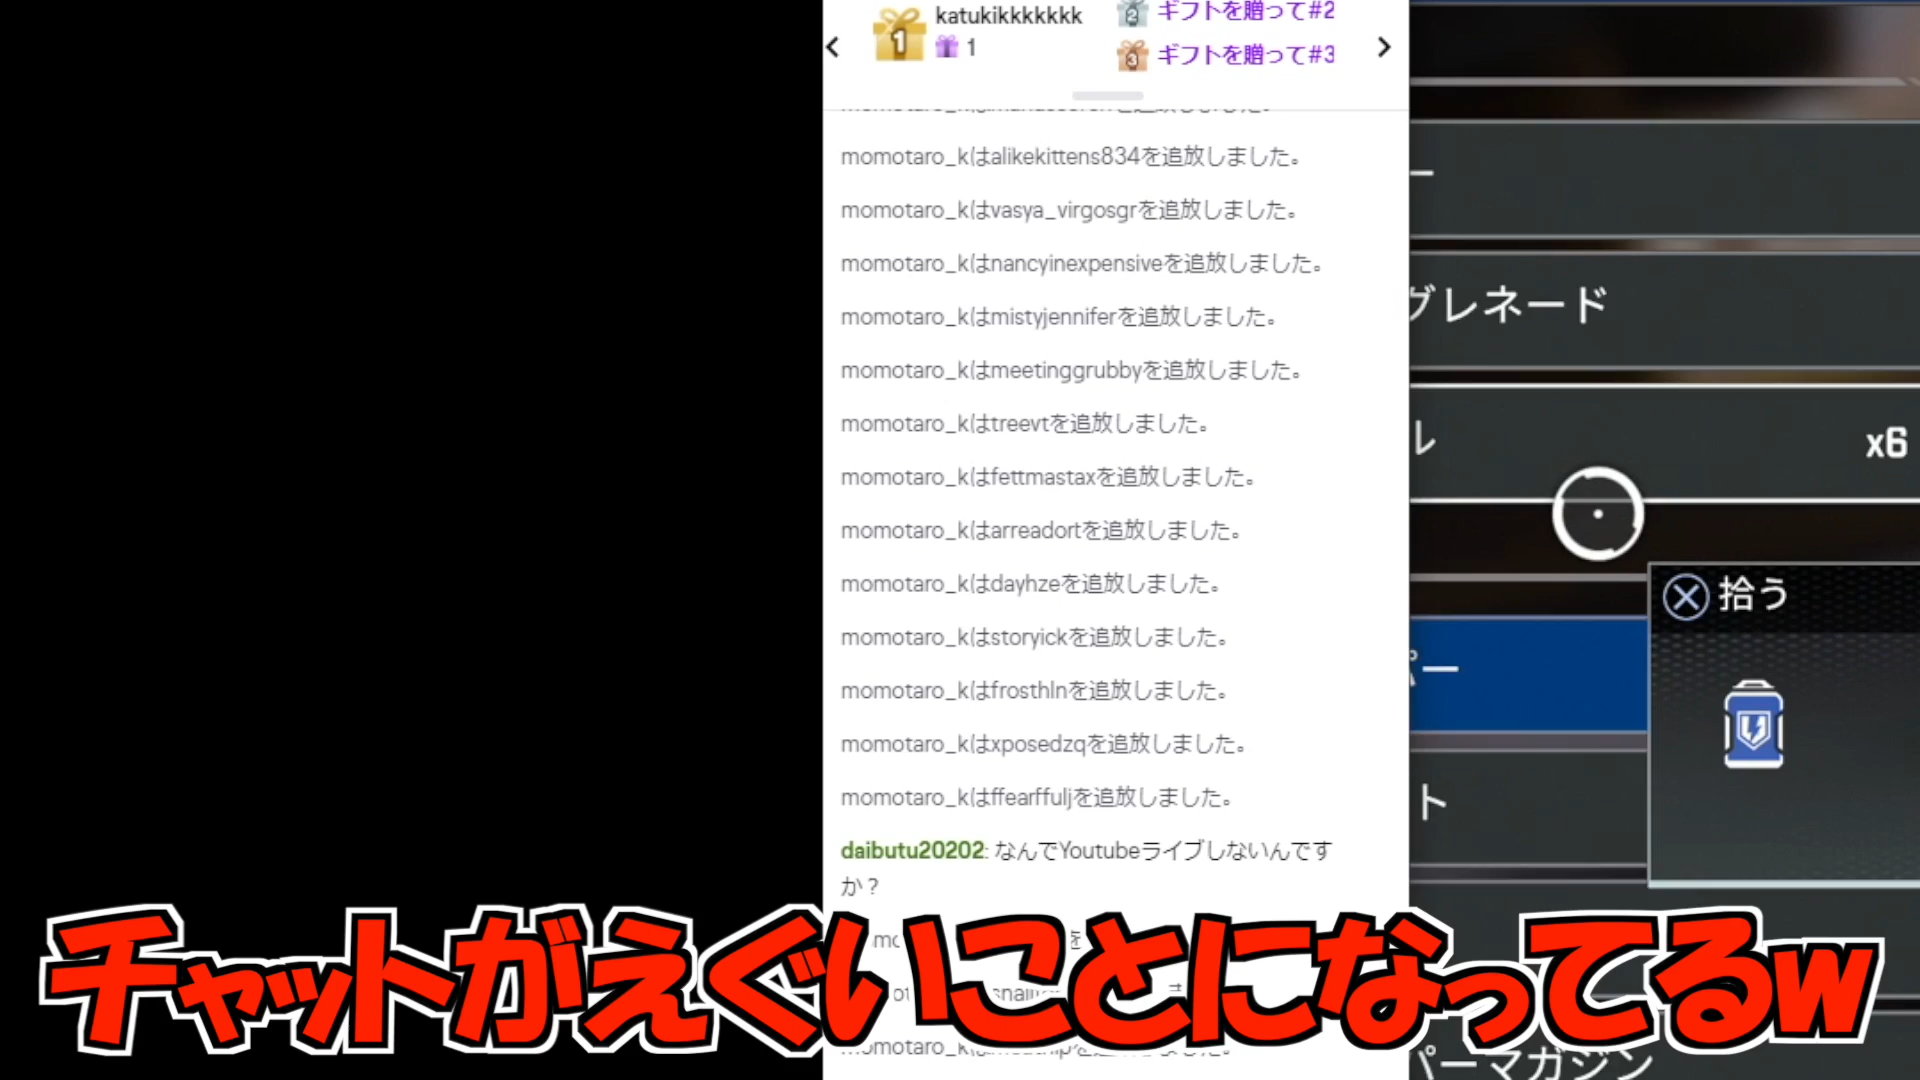 katukikkkkkkk
1
1
2 ギフトを贈って#2
3 ギフトを贈って#3
momotaro_kはalikekittens834を追放しました。
momotaro_kはvasya_virgosgrを追放しました。
momotaro_kはnancyinexpensiveを追放しました。
momotaro_kはmistyjenniferを追放しました。
momotaro_kはmeetinggrubbyを追放しました。
momotaro_kはtreevtを追放しました。
momotaro_kはfettmastaxを追放しました。
momotaro_kはarreadortを追放しました。
momotaro_kはdayhzeを追放しました。
momotaro_kはstoryickを追放しました。
momotaro_kはfrosthlnを追放しました。
momotaro_kはxposedzqを追放しました。
momotaro_kはffearffuljを追放しました。
daibutu20202: なんでYoutubeライブしないんです
か？
ー
グレネード
ル
x6
拾う
ー
ト
ーマガジン
チャットがえぐいことになってるw